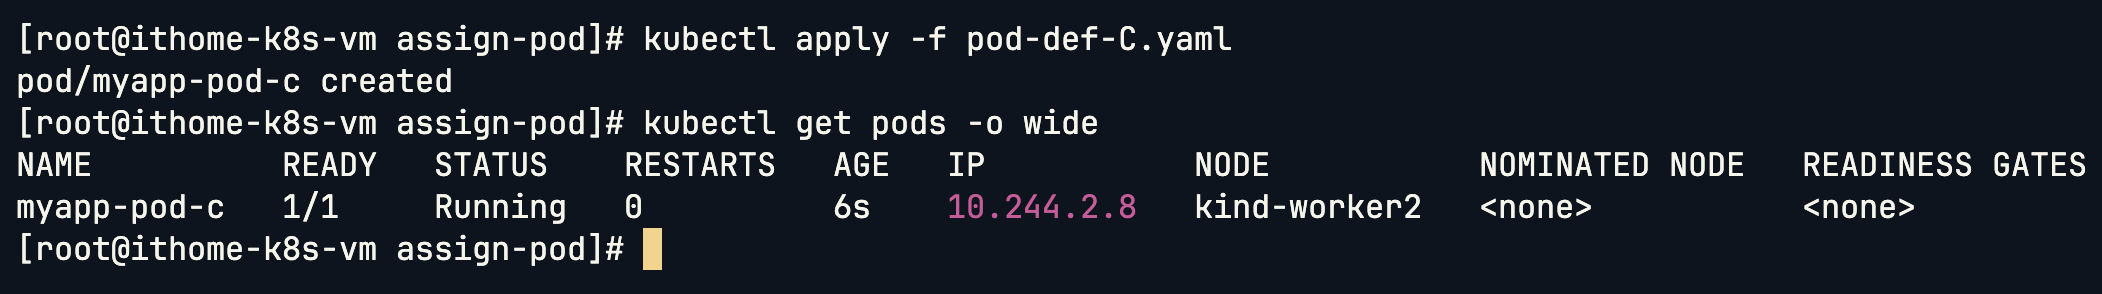 [root@ithome-k8s-vm assign-pod]# kubectl apply -f pod-def-C.yaml
pod/myapp-pod-c created
[root@ithome-k8s-vm assign-pod]# kubectl get pods -o wide
NAME          READY   STATUS    RESTARTS   AGE   IP           NODE           NOMINATED NODE   READINESS GATES
myapp-pod-c   1/1     Running   0          6s    10.244.2.8   kind-worker2   <none>           <none>
[root@ithome-k8s-vm assign-pod]#